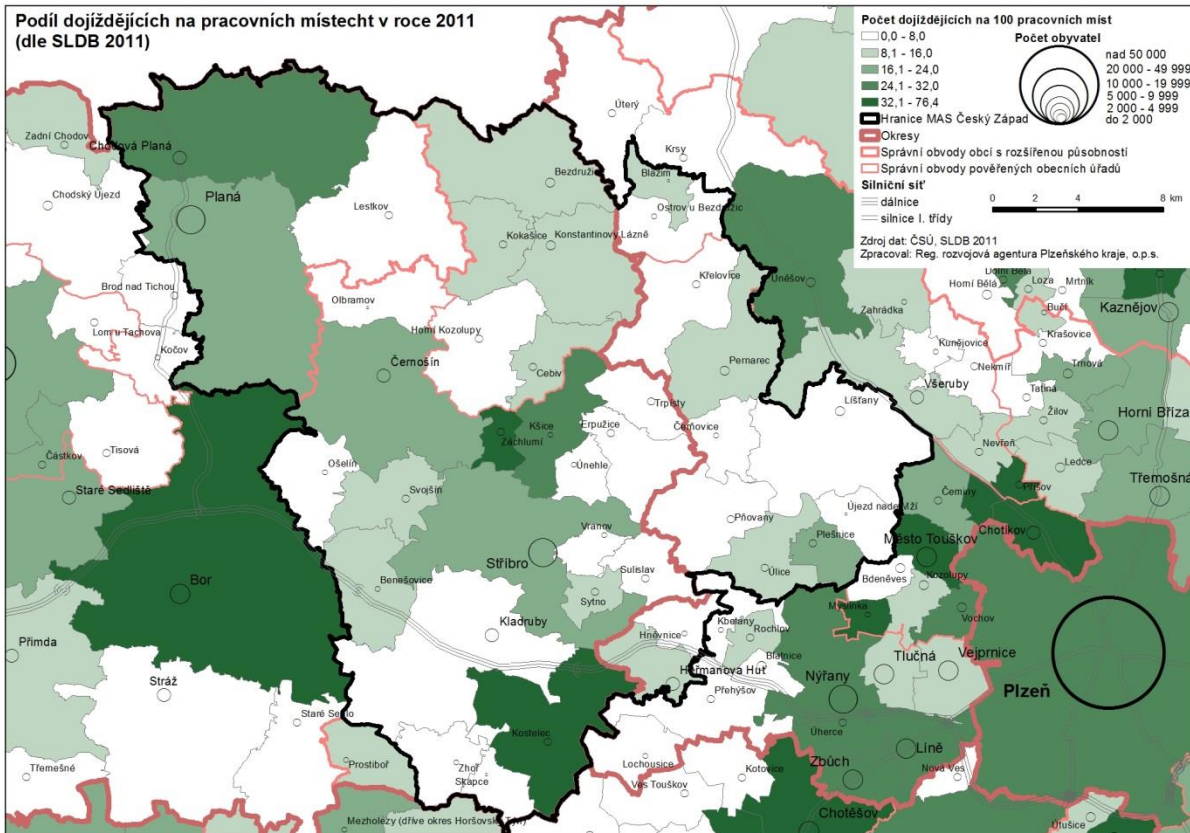 Podíl dojíždějících na pracovních místecht v roce 2011
(dle SLDB 2011)
Počet dojíždějících na 100 pracovních míst
0,0 - 8,0
8,1 - 16,0
16,1 - 24,0
24,1 - 32,0
32,1 - 76,4
Počet obyvatel
nad 50 000
20 000 - 49 999
10 000 - 19 999
5 000 - 9 999
2 000 - 4 999
do 2 000
Hranice MAS Český Západ
Okresy
Správní obvody obcí s rozšířenou působností
Správní obvody pověřených obecních úřadů
Silniční síť
dálnice
silnice I. třídy
0 2 4 8 km
Zdroj dat: ČSÚ, SLDB 2011
Zpracoval: Reg. rozvojová agentura Plzeňského kraje, o.p.s.
Úterý
Zadní Chodov
Chodová Planá
Krsy
Blažim
Bezdružice
Chodský Újezd
Planá
Lestkov
Ostrov u Bezdružic
Kokašice
Konstantinovy Lázně
Křelovice
Úněšov
Dolní Bělá
Horní Bělá
Loza
Mrtník
Kaznějov
Brod nad Tichou
Olbramov
Zahrádka
Bučí
Lom u Tachova
Horní Kozolupy
Krašovice
Kočov
Kunějovice
Černošín
Cebiv
Pernarec
Nekmíř
Trnová
Všeruby
Tatiná
Trpísty
Líšťany
Žilov
Horní Bříza
Záchlumí
Kšice
Erpužice
Čerňovice
Tisová
Nevřeň
Částkov
Ošelín
Únehle
Ledce
Staré Sedliště
Svojšín
Příšov
Třemošná
Čeminy
Pňovany
Újezd nade Mží
Vranov
Chotíkov
Město Touškov
Stříbro
Plešnice
Úlice
Bdeněves
Sulislav
Kozolupy
Bor
Benešovice
Sytno
Myslinka
Vochov
Kladruby
Hněvnice
Kbelany
Rochlov
Přimda
Blatnice
Tlučná
Vejprnice
Heřmanova Huť
Stráž
Nýřany
Plzeň
Přehýšov
Staré Sedlo
Úherce
Kostelec
Líně
Prostiboř
Lochousice
Zhoř
Třemešné
Skapce
Kotovice
Zbůch
Nová Ves
Ves Touškov
Chotěšov
Mezholezy (dříve okres Horšovský Týn)
Útušice